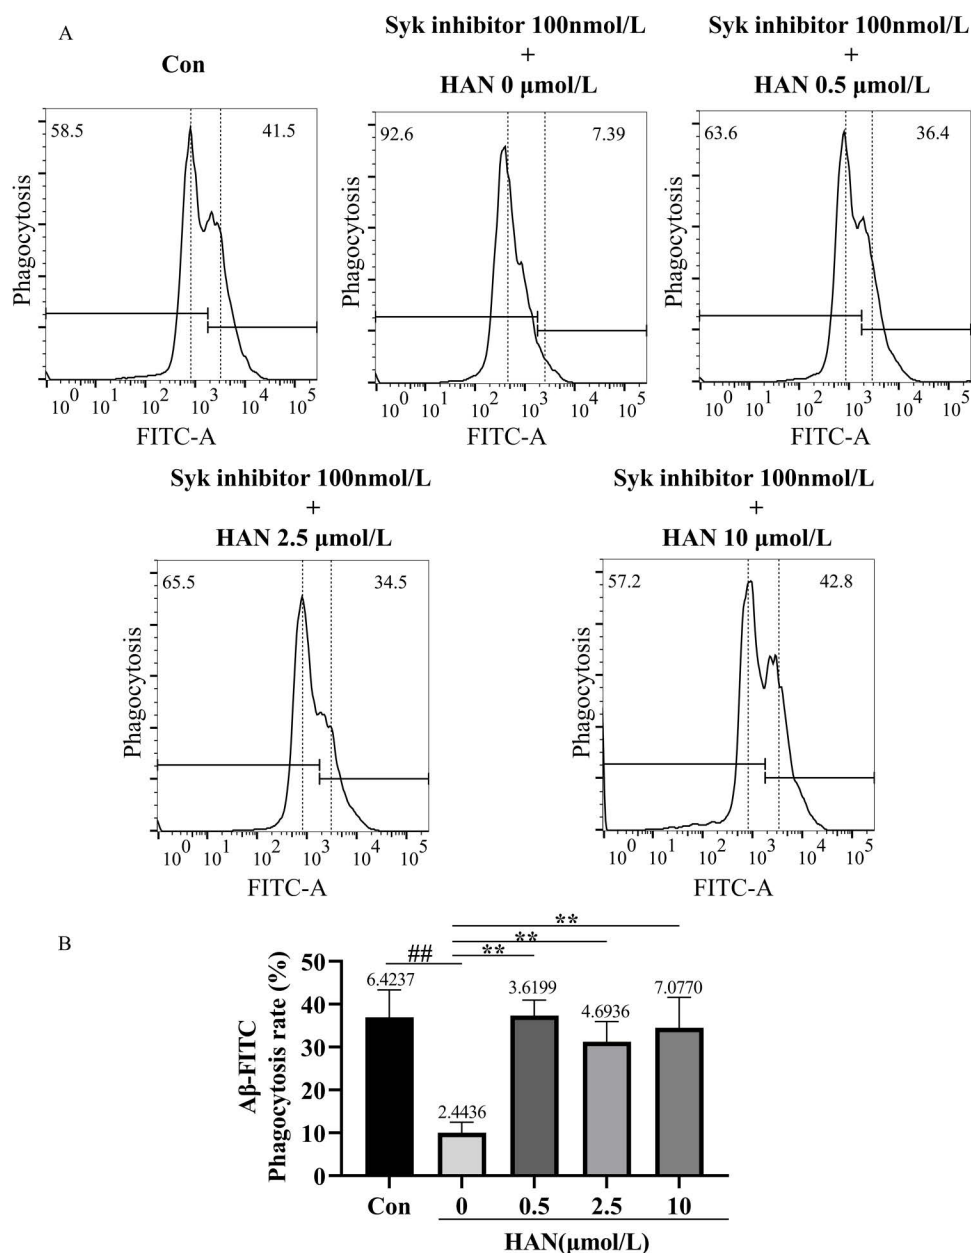 A
Con
Syk inhibitor 100nmol/L
+
HAN 0 μmol/L
Syk inhibitor 100nmol/L
+
HAN 0.5 μmol/L
58.5
41.5
Phagocytosis
10^0 10^1 10^2 10^3 10^4 10^5
FITC-A
92.6
7.39
Phagocytosis
10^0 10^1 10^2 10^3 10^4 10^5
FITC-A
63.6
36.4
Phagocytosis
10^0 10^1 10^2 10^3 10^4 10^5
FITC-A
Syk inhibitor 100nmol/L
+
HAN 2.5 μmol/L
Syk inhibitor 100nmol/L
+
HAN 10 μmol/L
65.5
34.5
Phagocytosis
10^0 10^1 10^2 10^3 10^4 10^5
FITC-A
57.2
42.8
Phagocytosis
10^0 10^1 10^2 10^3 10^4 10^5
FITC-A
B
Aβ-FITC
Phagocytosis rate (%)
50
40
30
20
10
0
##
**
**
**
6.4237
2.4436
3.6199
4.6936
7.0770
Con 0 0.5 2.5 10
HAN(μmol/L)